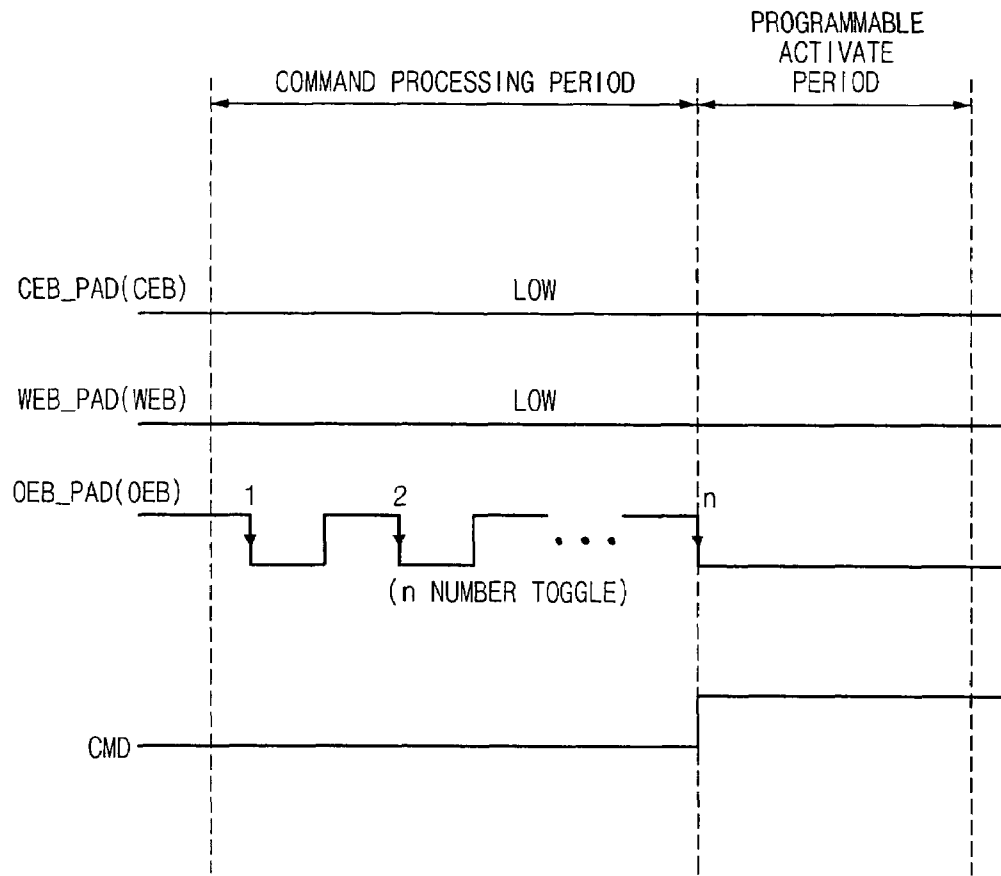 PROGRAMMABLE
ACTIVATE
PERIOD
COMMAND PROCESSING PERIOD
CEB_PAD(CEB)
LOW
WEB_PAD(WEB)
LOW
OEB_PAD(OEB)
1
2
n
• • •
(n NUMBER TOGGLE)
CMD